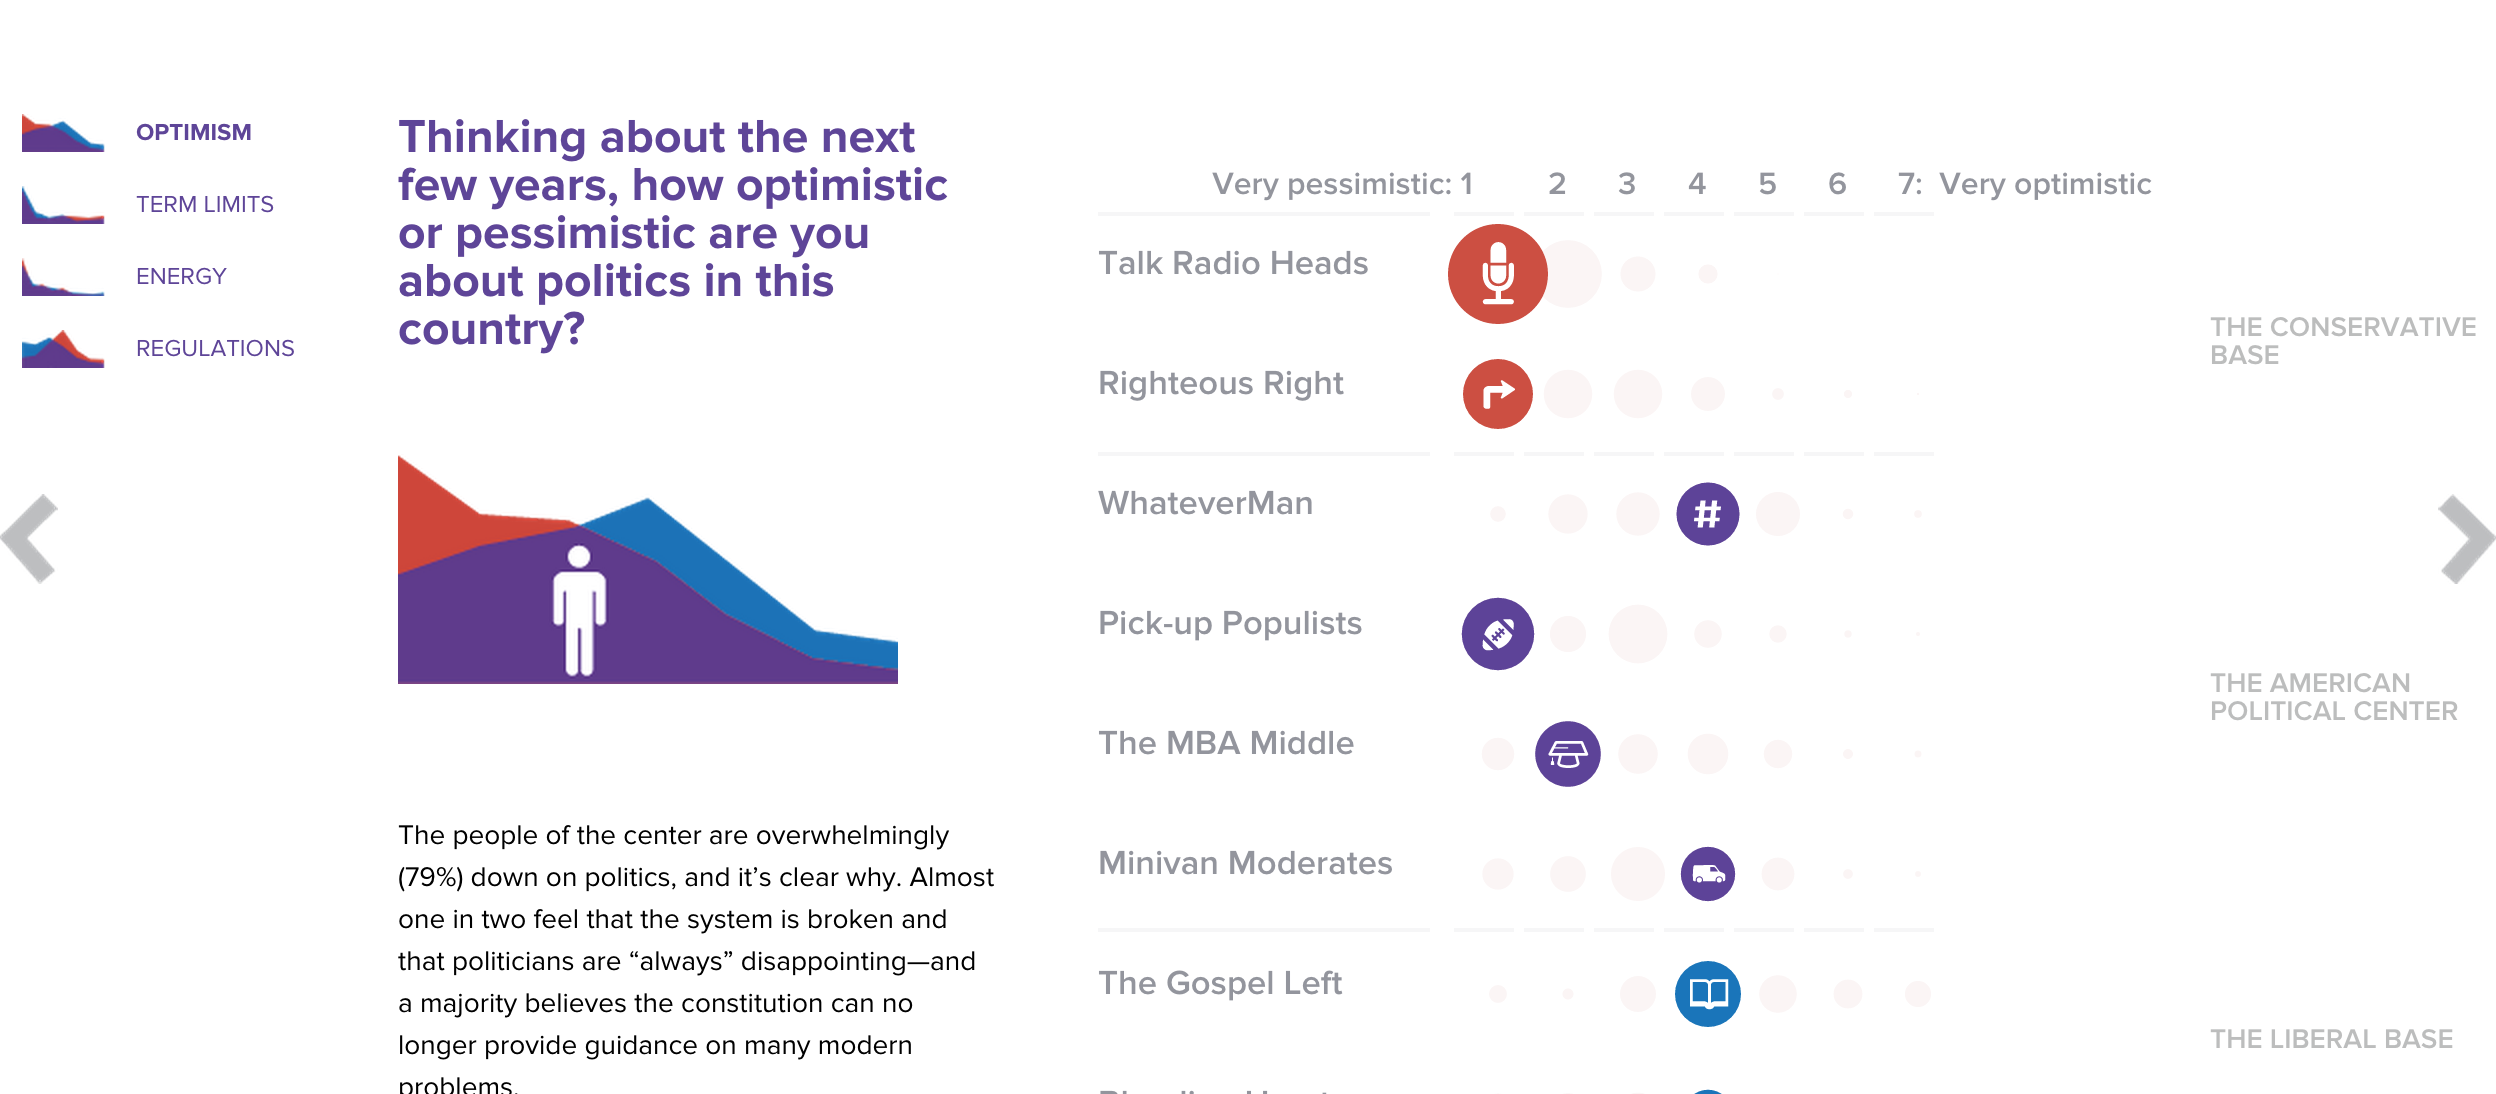 OPTIMISM
TERM LIMITS
ENERGY
REGULATIONS
Thinking about the next
few years, how optimistic
or pessimistic are you
about politics in this
country?
The people of the center are overwhelmingly
(79%) down on politics, and it’s clear why. Almost
one in two feel that the system is broken and
that politicians are “always” disappointing—and
a majority believes the constitution can no
longer provide guidance on many modern
problems.
Very pessimistic: 1 2 3 4 5 6 7: Very optimistic
Talk Radio Heads
Righteous Right
WhateverMan
#
Pick-up Populists
The MBA Middle
Minivan Moderates
The Gospel Left
THE CONSERVATIVE
BASE
THE AMERICAN
POLITICAL CENTER
THE LIBERAL BASE